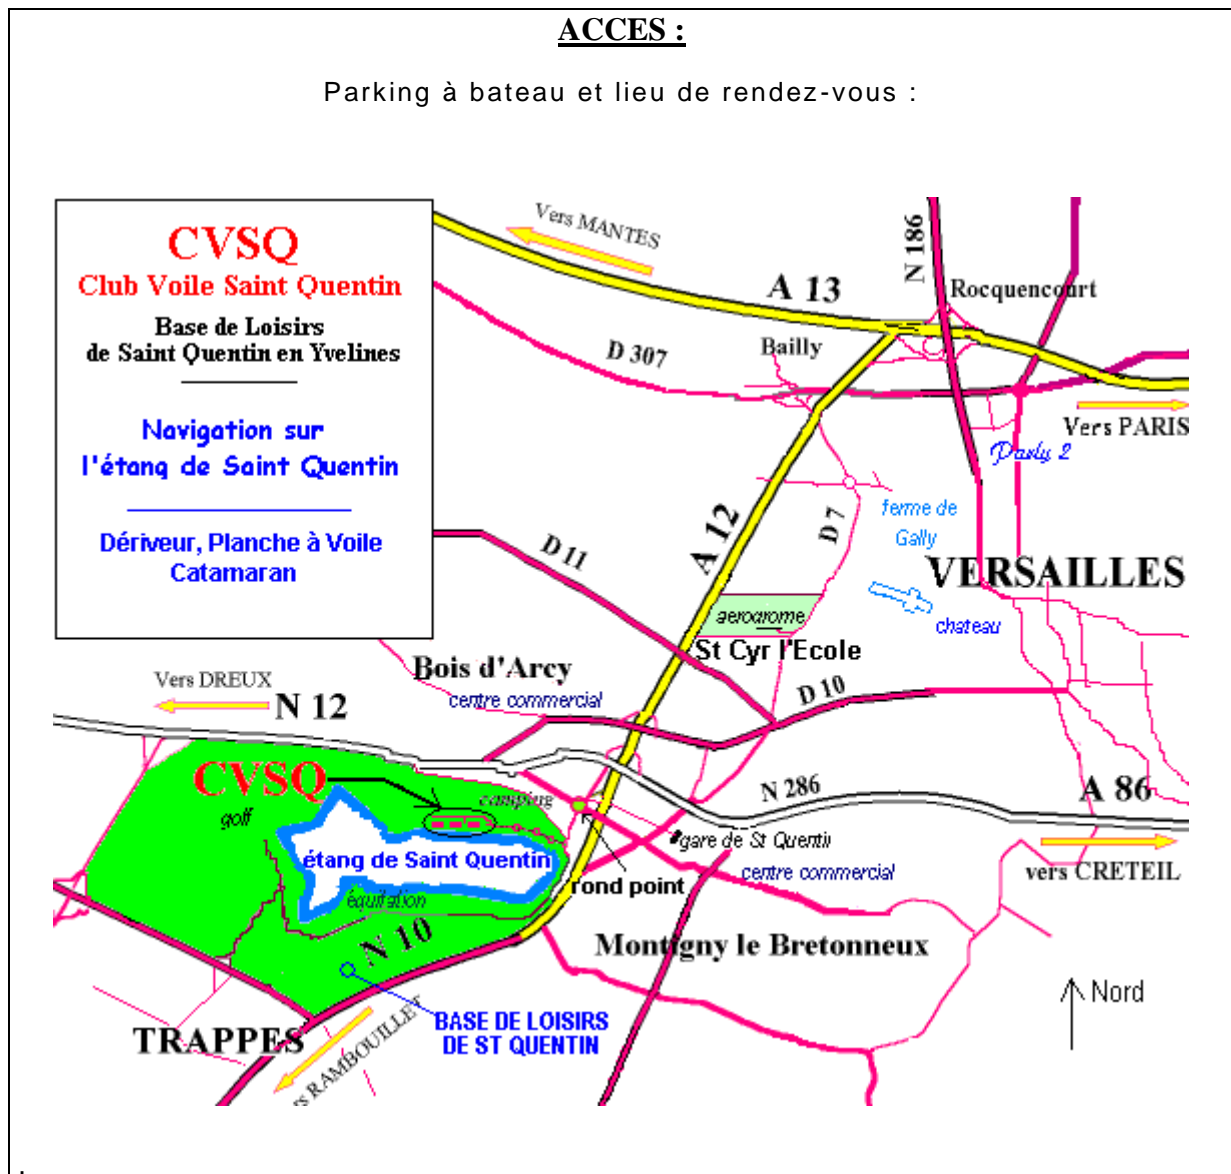 ACCES :
Parking à bateau et lieu de rendez-vous :
CVSQ
Club Voile Saint Quentin
Base de Loisirs
de Saint Quentin en Yvelines
Navigation sur
l'étang de Saint Quentin
Dériveur, Planche à Voile
Catamaran
Vers MANTES
A 13
N 186
Rocquencourt
D 307
Bailly
Vers PARIS
Parly 2
A 12
D 7
ferme de
Gally
D 11
VERSAILLES
aerodrome
chateau
St Cyr l'Ecole
Bois d'Arcy
centre commercial
D 10
Vers DREUX
N 12
CVSQ
golf
camping
N 286
A 86
gare de St Quentin
étang de Saint Quentin
rond point
centre commercial
vers CRETEIL
équitation
N 10
Montigny le Bretonneux
Nord
TRAPPES
BASE DE LOISIRS
DE ST QUENTIN
rs RAMBOUILLET
.